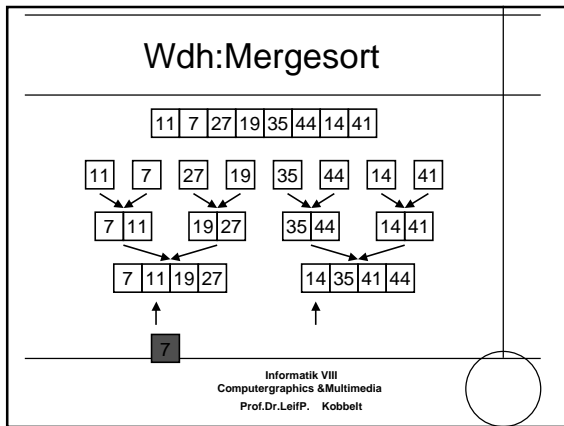 Wdh:Mergesort
11 7 27 19 35 44 14 41
11 7 27 19 35 44 14 41
7 11 19 27 35 44 14 41
7 11 19 27 14 35 41 44
7
Informatik VIII
Computergraphics &Multimedia
Prof.Dr.LeifP. Kobbelt